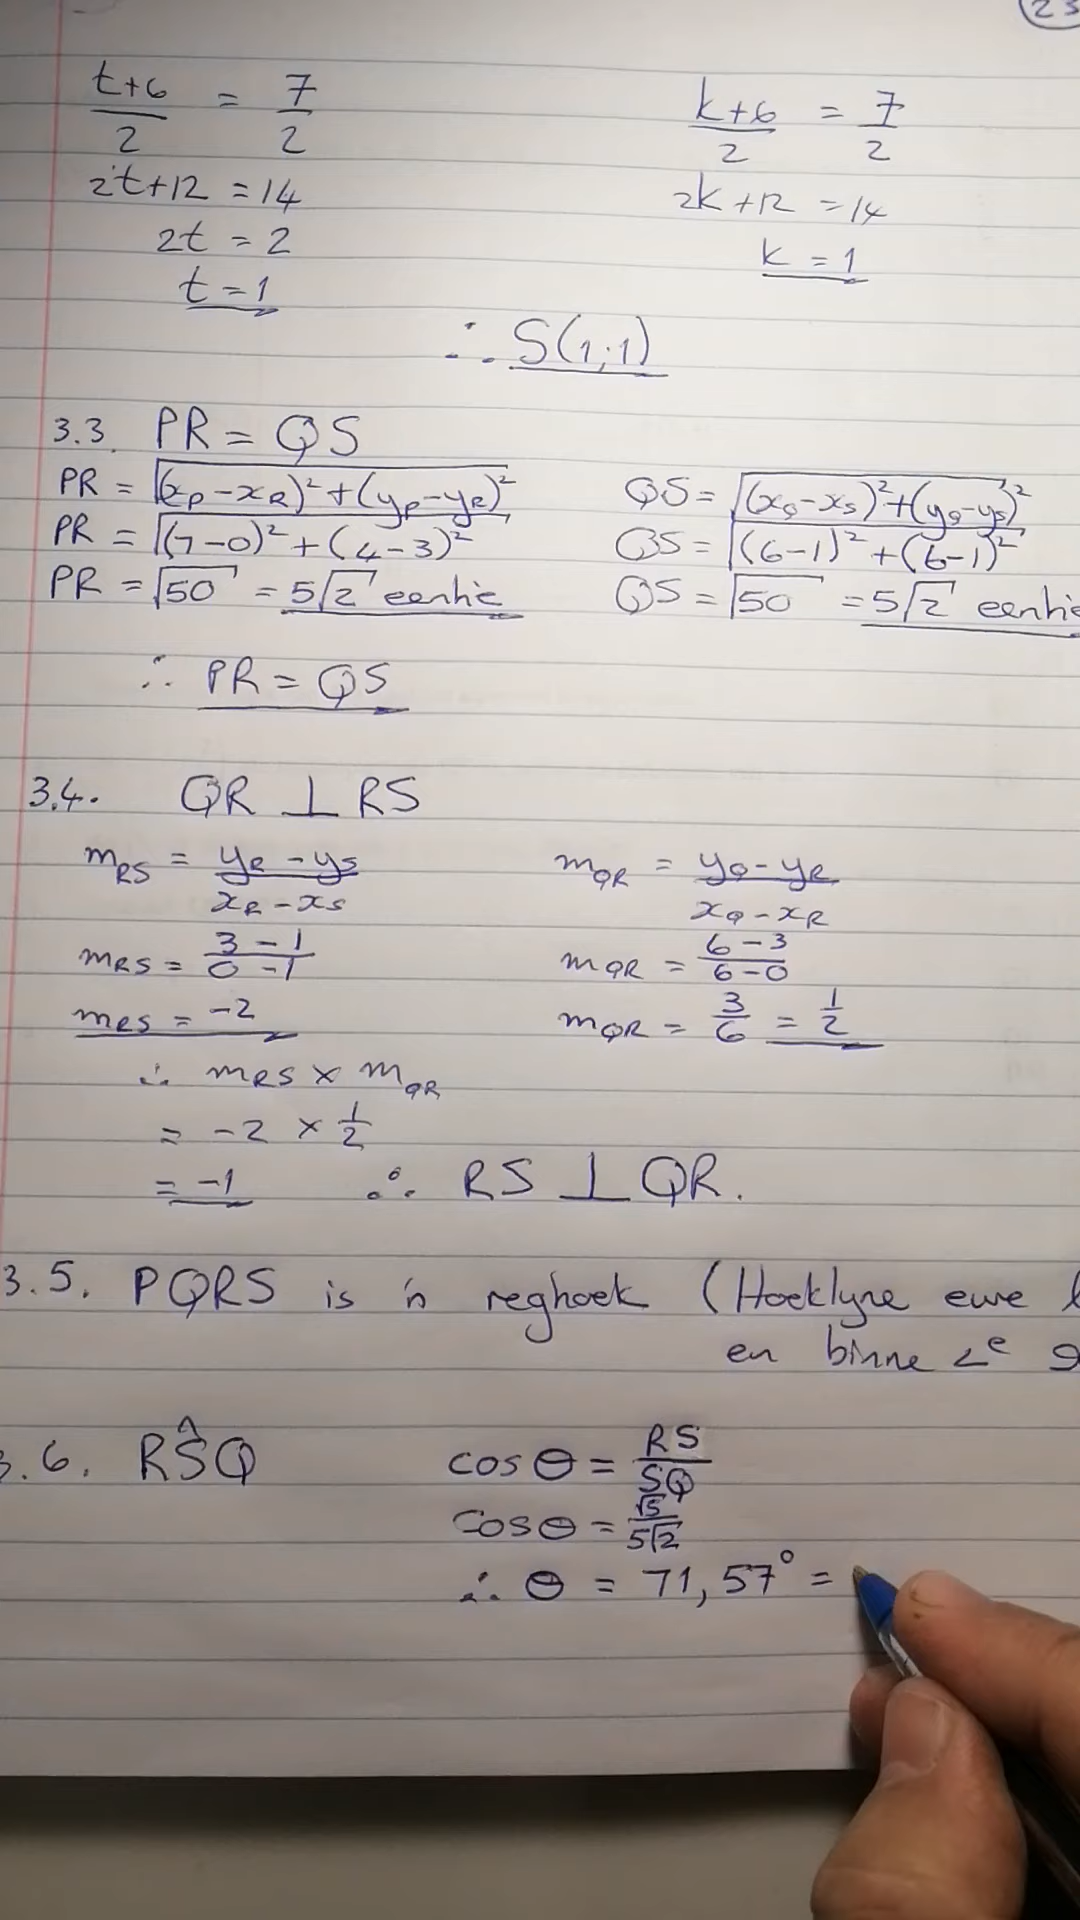 23
t+6/2 = 7/2
2t+12 = 14
2t = 2
t = 1
k+6/2 = 7/2
2k+12 = 14
k = 1
∴ S(1;1)
3.3. PR = QS
PR = √(xP-xR)²+(yP-yR)²
PR = √(7-0)²+(4-3)²
PR = √50 = 5√2 eenhe
QS = √(xQ-xS)²+(yQ-yS)²
QS = √(6-1)²+(6-1)²
QS = √50 = 5√2 eenhe
∴ PR = QS
3.4. QR ⊥ RS
mRS = yR-yS/xR-xS
mRS = 3-1/0-1
mRS = -2
mQR = yQ-yR/xQ-xR
mQR = 6-3/6-0
mQR = 3/6 = 1/2
∴ mRS × mQR
= -2 × 1/2
= -1 ∴ RS ⊥ QR.
3.5. PQRS is 'n reghoek (Hoeklyne ewe l
en binne ∠e 9
3.6. RŜQ
cos θ = RS/SQ
cos θ = √5/5√2
∴ θ = 71,57° =